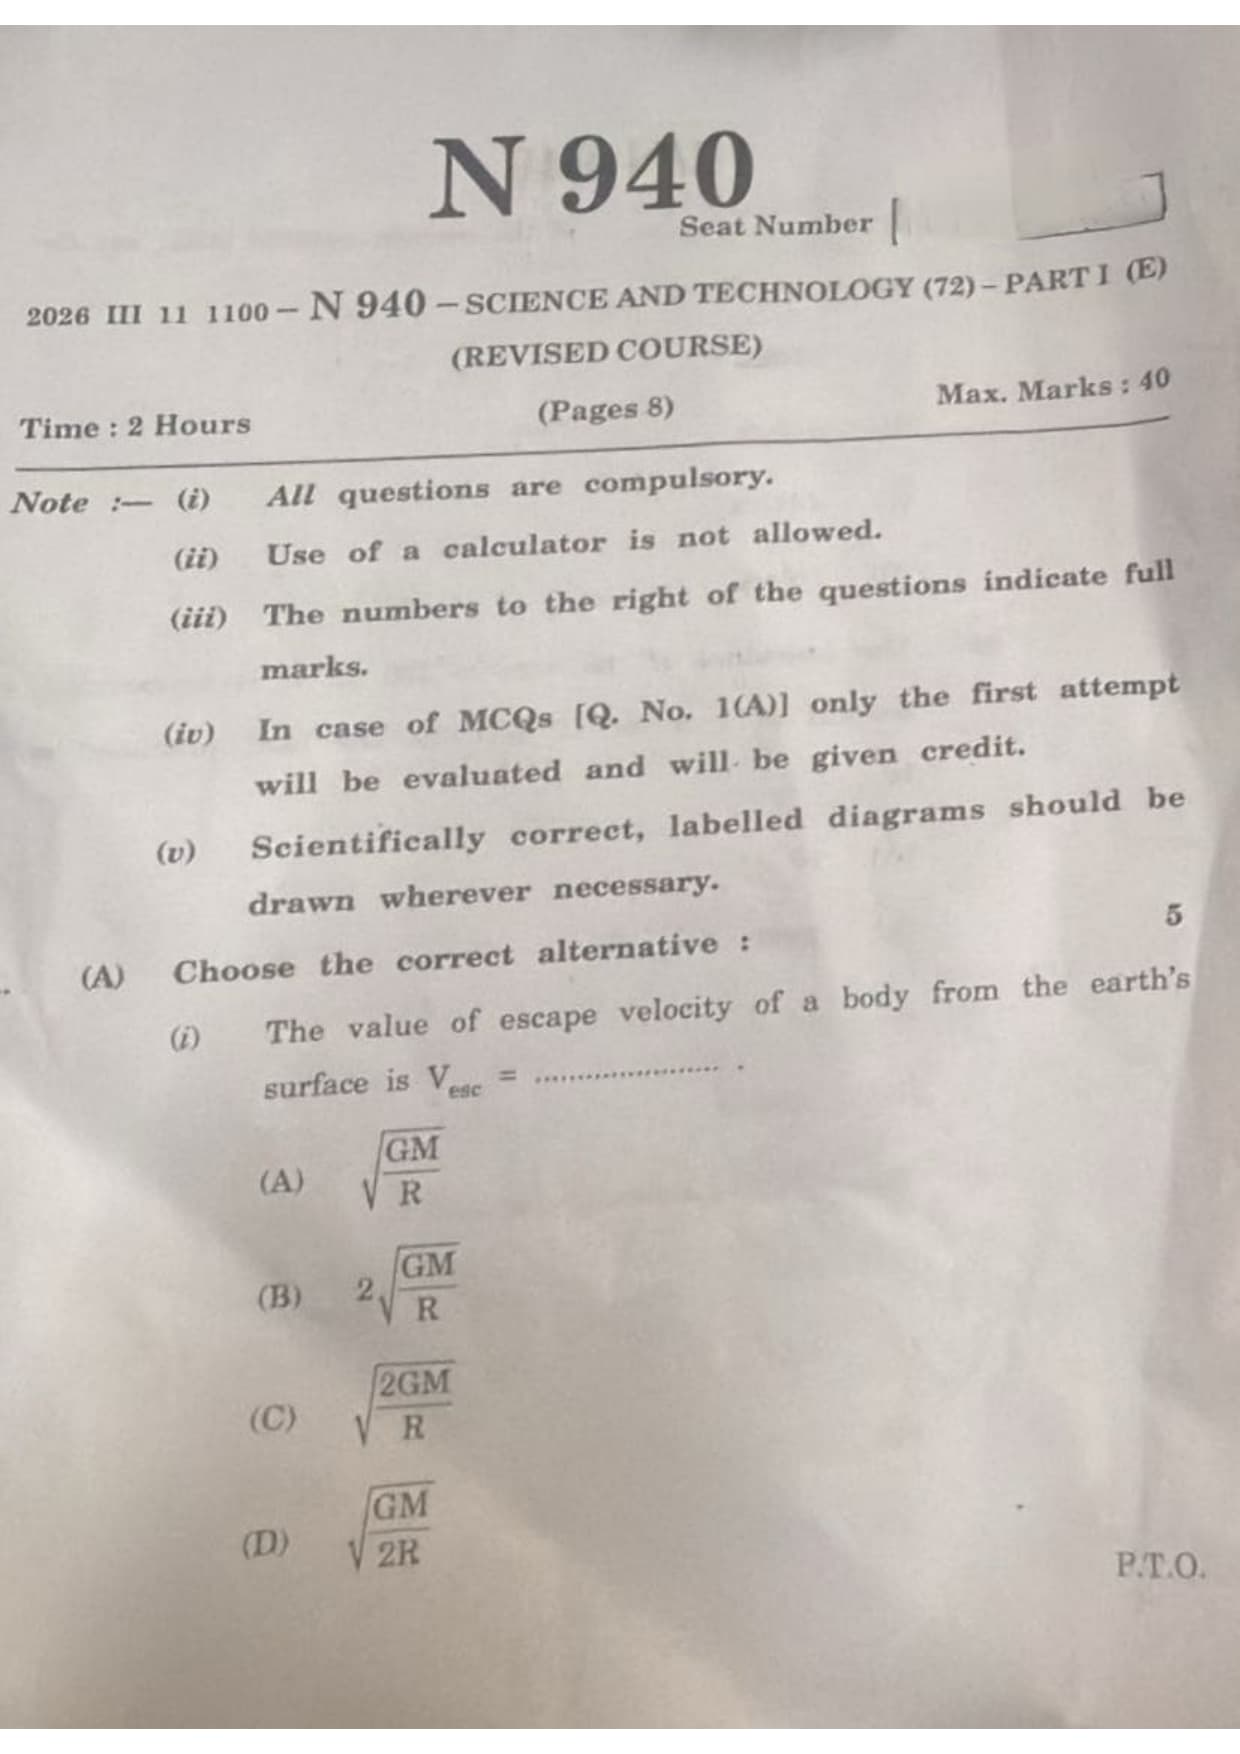 N 940
Seat Number
2026 III 11 1100 – N 940 – SCIENCE AND TECHNOLOGY (72) – PART I (E)
(REVISED COURSE)
Time : 2 Hours (Pages 8) Max. Marks : 40
Note :— (i) All questions are compulsory.
(ii) Use of a calculator is not allowed.
(iii) The numbers to the right of the questions indicate full
marks.
(iv) In case of MCQs [Q. No. 1(A)] only the first attempt
will be evaluated and will be given credit.
(v) Scientifically correct, labelled diagrams should be
drawn wherever necessary.
(A) Choose the correct alternative : 5
(i) The value of escape velocity of a body from the earth's
surface is V_esc = ...................... .
(A) √(GM/R)
(B) 2√(GM/R)
(C) √(2GM/R)
(D) √(GM/2R)
P.T.O.